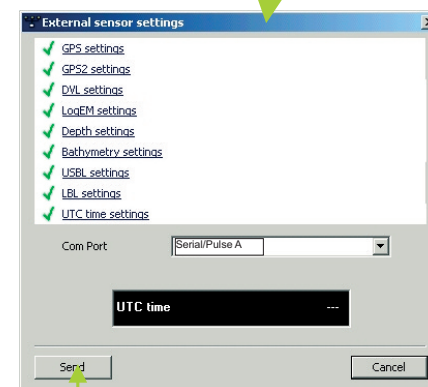 External sensor settings
GPS settings
GPS2 settings
DVL settings
LogEM settings
Depth settings
Bathymetry settings
USBL settings
LBL settings
UTC time settings
Com Port Serial/Pulse A
UTC time ---
Send Cancel